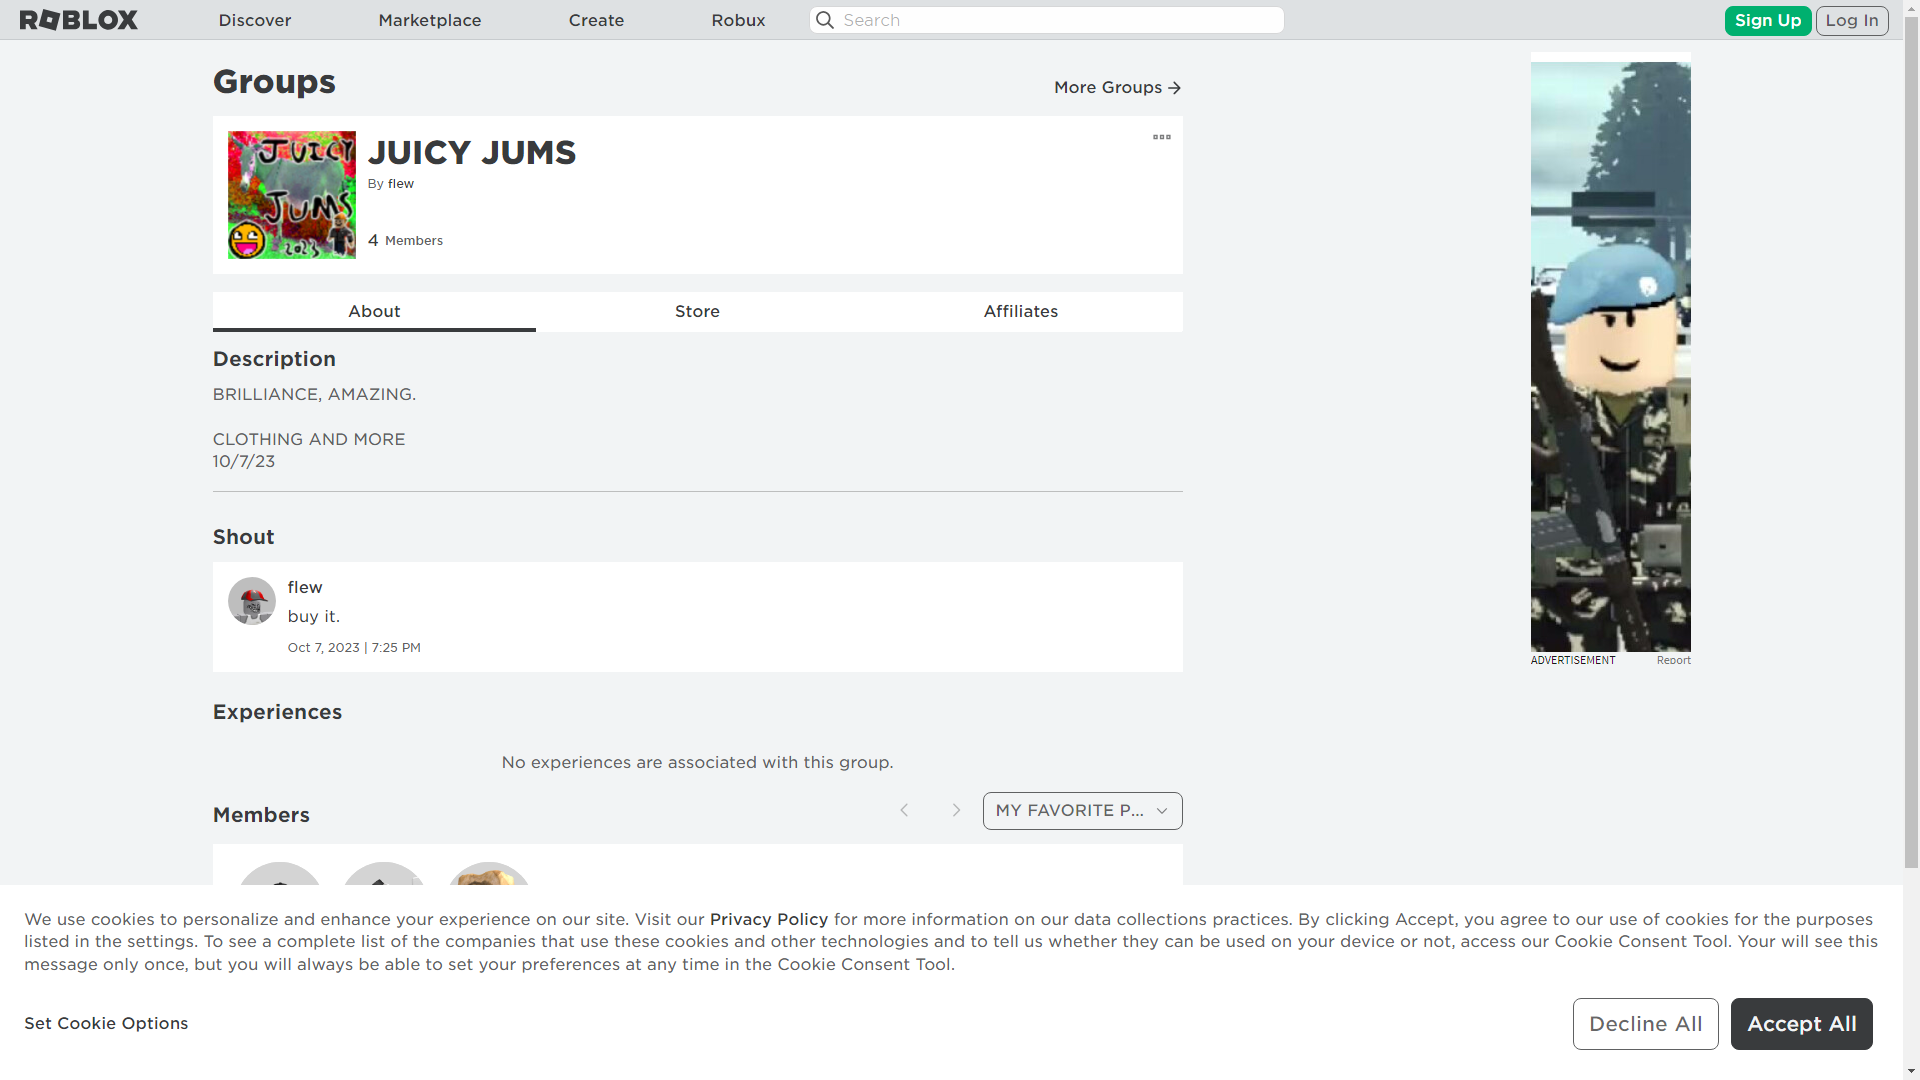 ROBLOX Discover Marketplace Create Robux Search Sign Up Log In
Groups
More Groups
JUICY
JUMS
2023
JUICY JUMS
By flew
4 Members
About Store Affiliates
Description
BRILLIANCE, AMAZING.
CLOTHING AND MORE
10/7/23
Shout
flew
buy it.
Oct 7, 2023 | 7:25 PM
Experiences
No experiences are associated with this group.
Members
MY FAVORITE P...
ADVERTISEMENT Report
We use cookies to personalize and enhance your experience on our site. Visit our Privacy Policy for more information on our data collections practices. By clicking Accept, you agree to our use of cookies for the purposes
listed in the settings. To see a complete list of the companies that use these cookies and other technologies and to tell us whether they can be used on your device or not, access our Cookie Consent Tool. Your will see this
message only once, but you will always be able to set your preferences at any time in the Cookie Consent Tool.
Set Cookie Options
Decline All
Accept All